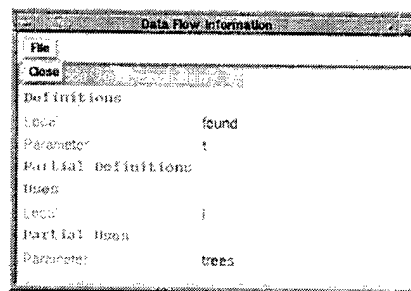 Data Flow Information
File
Close
Definitions
Local found
Parameter t
Partial Definitions
Uses
Local i
Partial Uses
Parameter trees